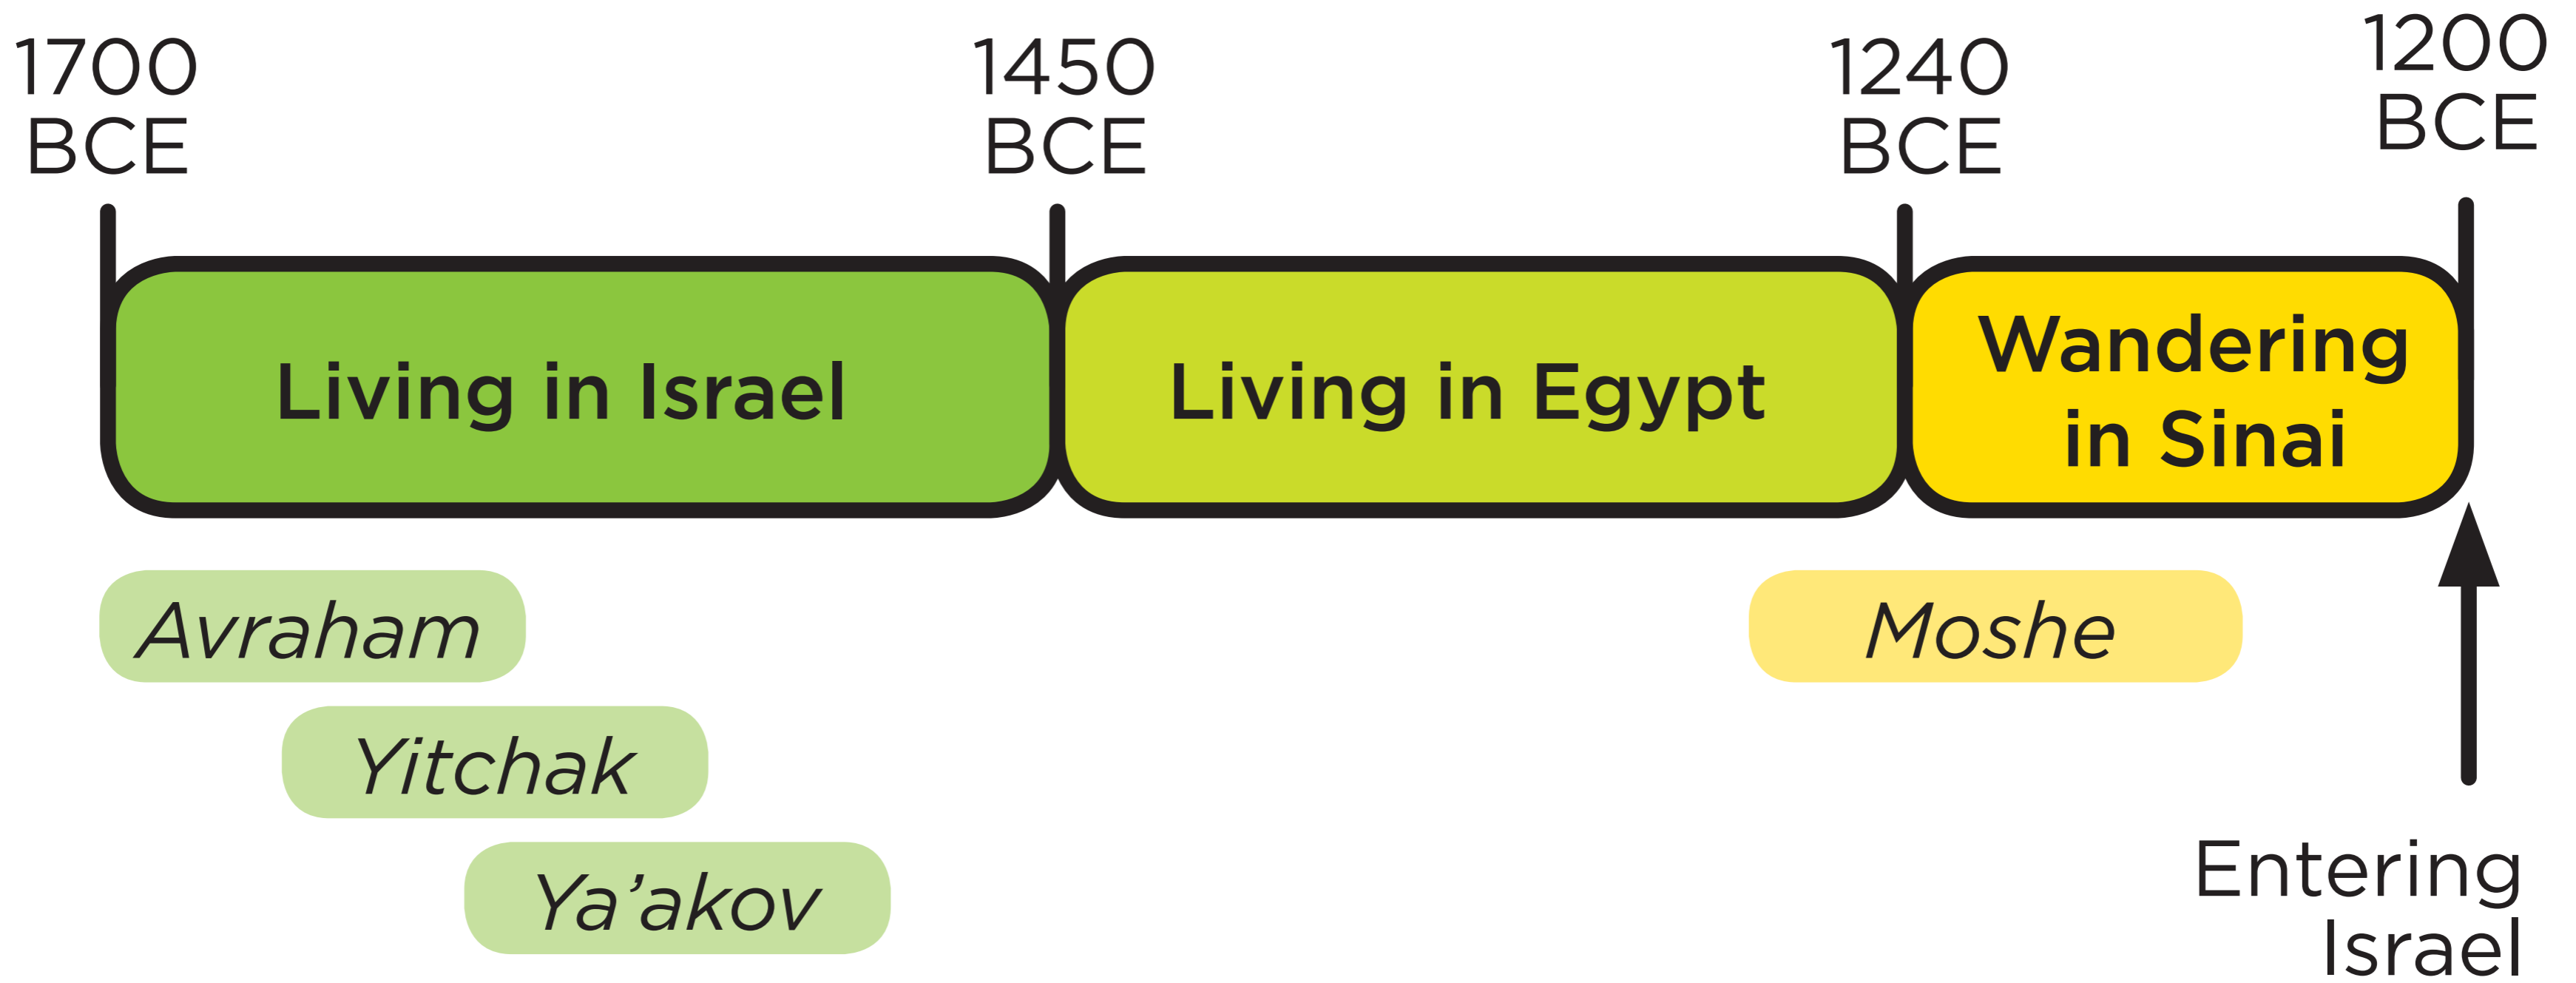 1700
BCE
1450
BCE
1240
BCE
1200
BCE
Living in Israel
Living in Egypt
Wandering
in Sinai
Avraham
Yitchak
Ya’akov
Moshe
Entering
Israel